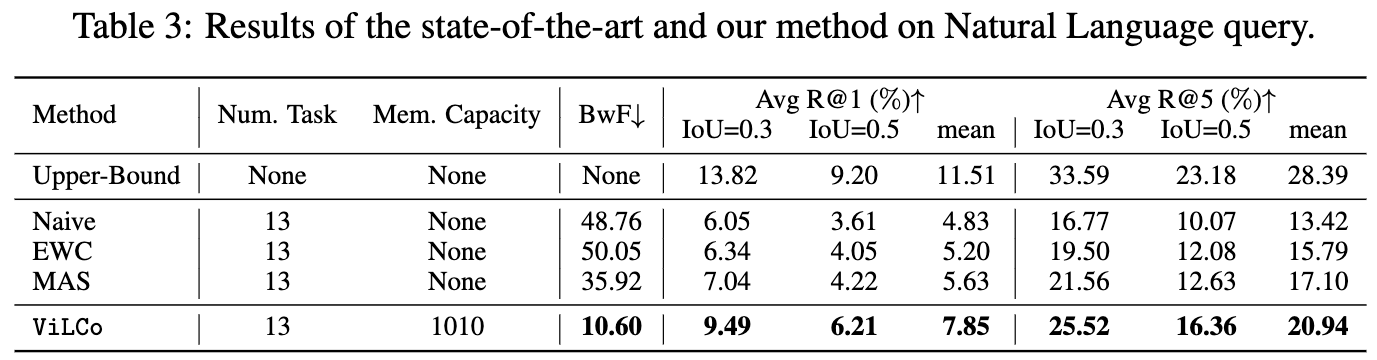 Table 3: Results of the state-of-the-art and our method on Natural Language query.
Method Num. Task Mem. Capacity BwF↓ Avg R@1 (%)↑ Avg R@5 (%)↑
IoU=0.3 IoU=0.5 mean IoU=0.3 IoU=0.5 mean
Upper-Bound None None None 13.82 9.20 11.51 33.59 23.18 28.39
Naive 13 None 48.76 6.05 3.61 4.83 16.77 10.07 13.42
EWC 13 None 50.05 6.34 4.05 5.20 19.50 12.08 15.79
MAS 13 None 35.92 7.04 4.22 5.63 21.56 12.63 17.10
ViLCo 13 1010 10.60 9.49 6.21 7.85 25.52 16.36 20.94